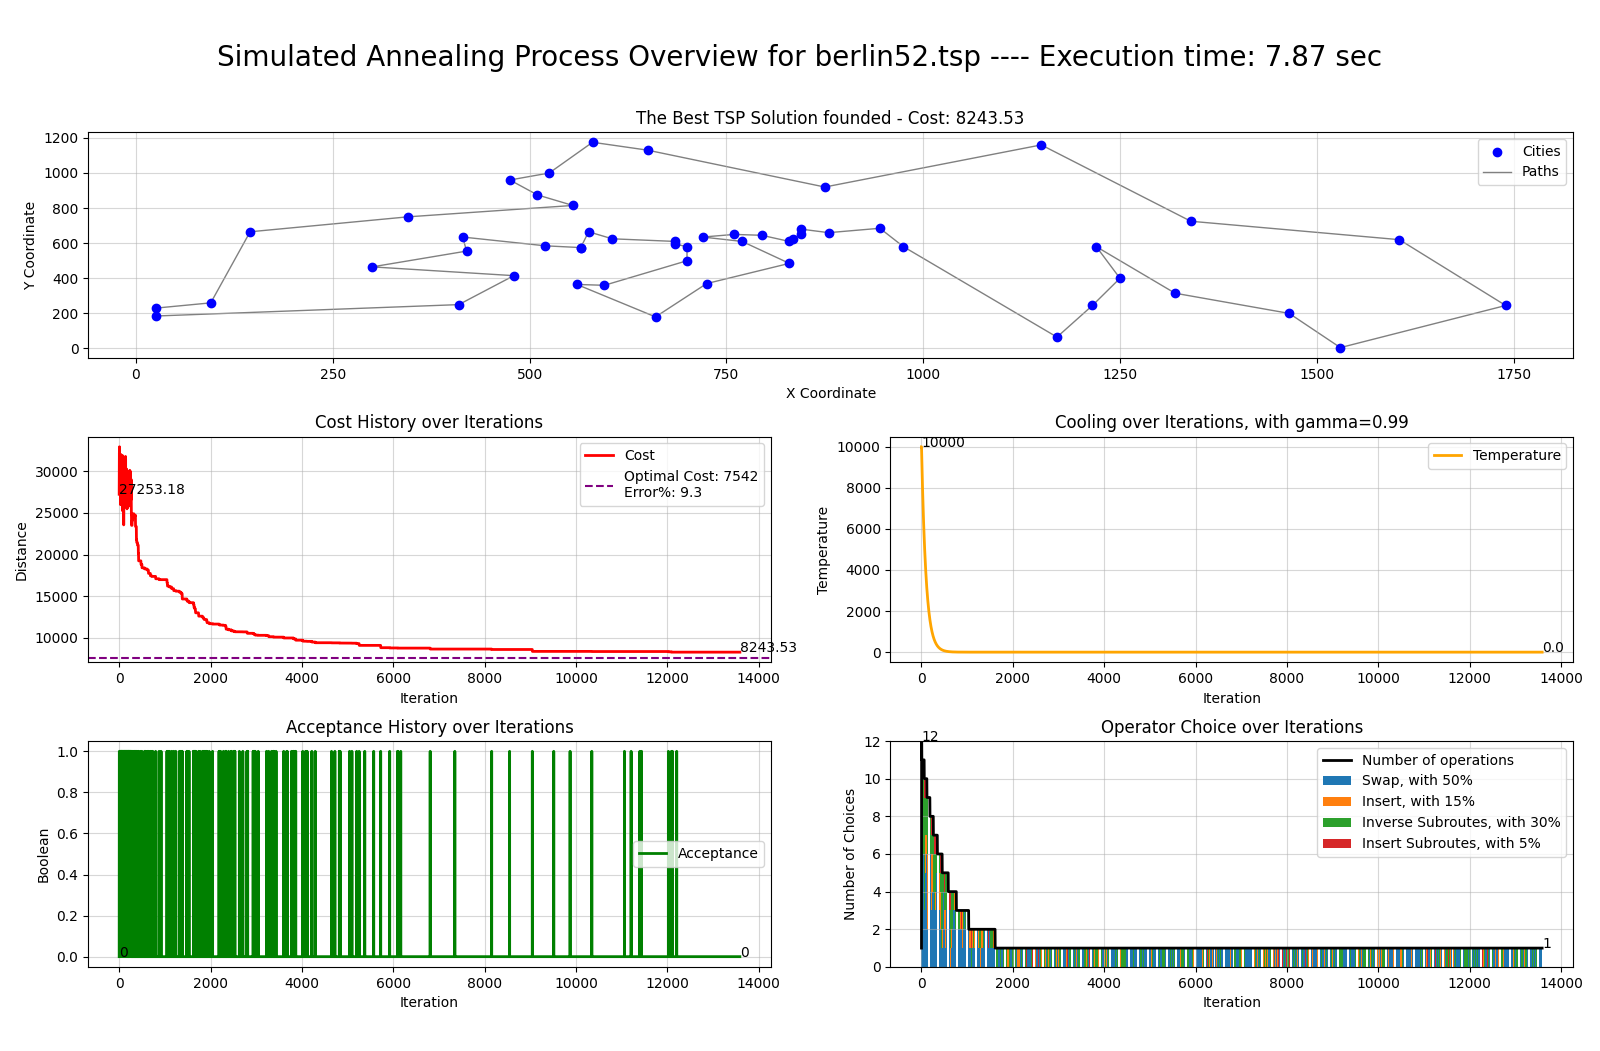 Simulated Annealing Process Overview for berlin52.tsp ---- Execution time: 7.87 sec
The Best TSP Solution founded - Cost: 8243.53
Y Coordinate
1200
1000
800
600
400
200
0
Cities
Paths
0 250 500 750 1000 1250 1500 1750
X Coordinate
Cost History over Iterations
Distance
30000
25000
20000
15000
10000
27253.18
8243.53
Cost
Optimal Cost: 7542
Error%: 9.3
0 2000 4000 6000 8000 10000 12000 14000
Iteration
Cooling over Iterations, with gamma=0.99
Temperature
10000
8000
6000
4000
2000
0
10000
0.0
Temperature
0 2000 4000 6000 8000 10000 12000 14000
Iteration
Acceptance History over Iterations
Boolean
1.0
0.8
0.6
0.4
0.2
0.0
0
0
Acceptance
0 2000 4000 6000 8000 10000 12000 14000
Iteration
Operator Choice over Iterations
Number of Choices
12
10
8
6
4
2
0
12
1
Number of operations
Swap, with 50%
Insert, with 15%
Inverse Subroutes, with 30%
Insert Subroutes, with 5%
0 2000 4000 6000 8000 10000 12000 14000
Iteration